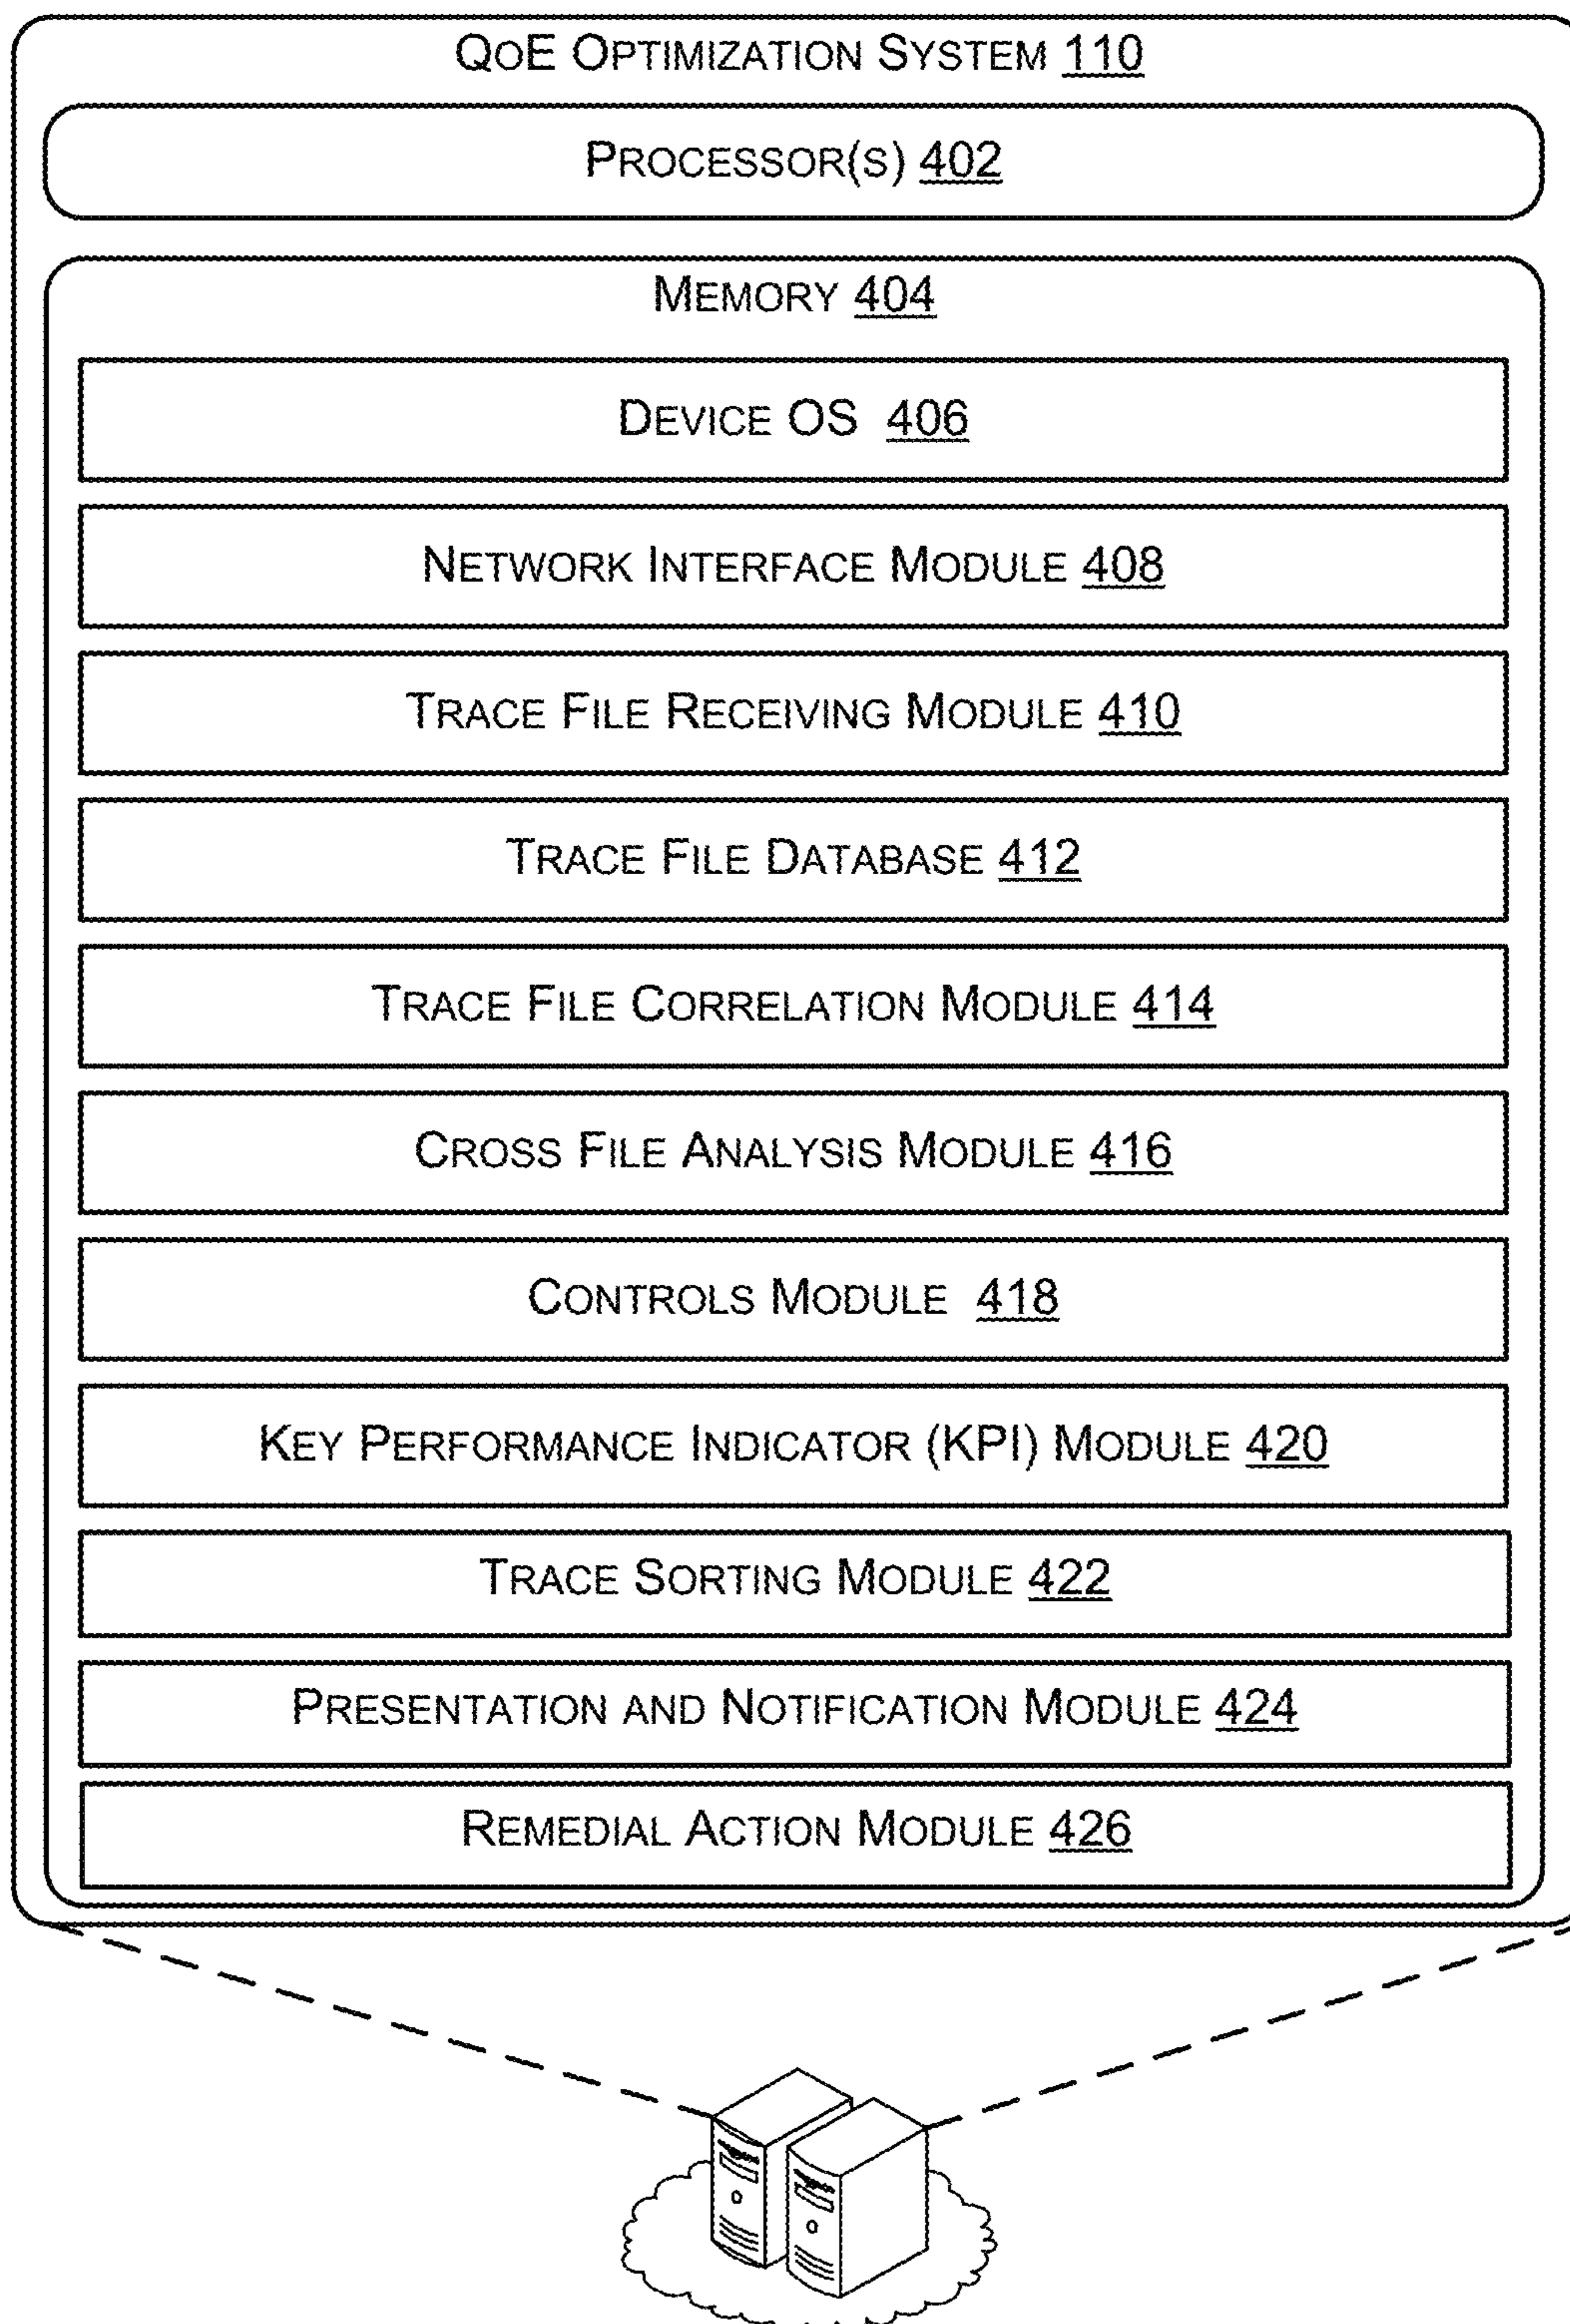 QoE Optimization System 110
Processor(s) 402
Memory 404
Device OS 406
Network Interface Module 408
Trace File Receiving Module 410
Trace File Database 412
Trace File Correlation Module 414
Cross File Analysis Module 416
Controls Module 418
Key Performance Indicator (KPI) Module 420
Trace Sorting Module 422
Presentation and Notification Module 424
Remedial Action Module 426